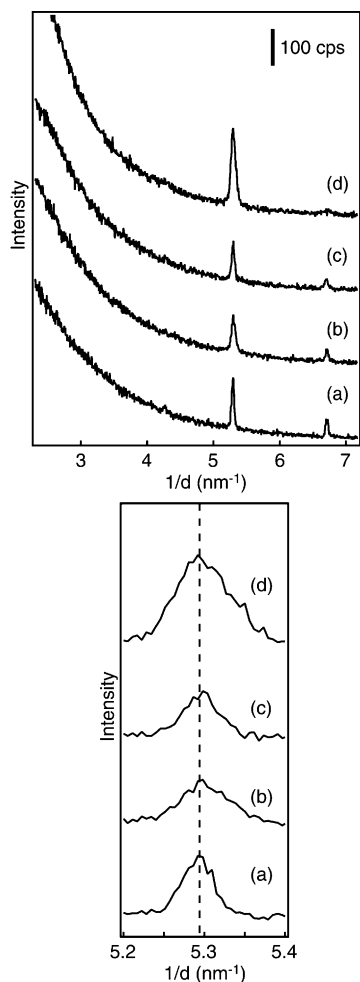 100 cps
Intensity
(d)
(c)
(b)
(a)
3 4 5 6 7
1/d (nm⁻¹)
Intensity
(d)
(c)
(b)
(a)
5.2 5.3 5.4
1/d (nm⁻¹)